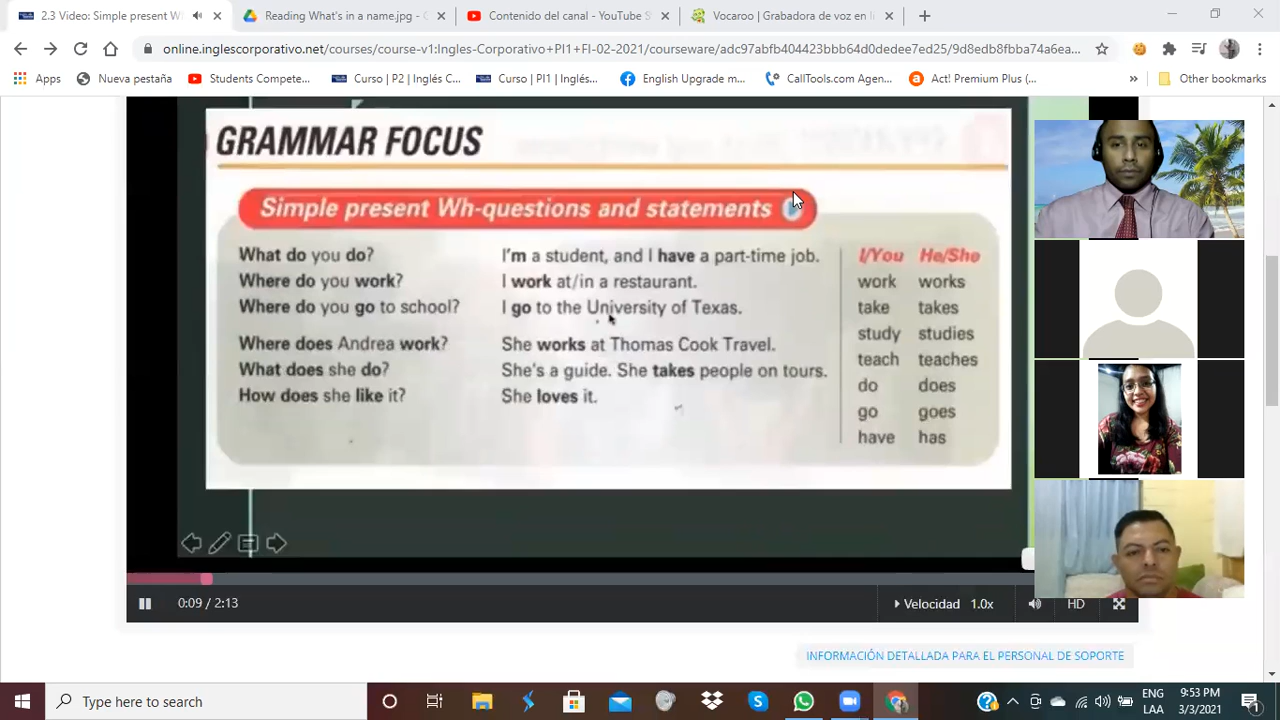 2.3 Video: Simple present W
Reading What's in a name.jpg - G
Contenido del canal - YouTube S
Vocaroo | Grabadora de voz en lí
online.inglescorporativo.net/courses/course-v1:Ingles-Corporativo+PI1+FI-02-2021/courseware/adc97abfb404423bbb64d0dedee7ed25/9d8edb8fbba74a6ea...
Apps
Nueva pestaña
Students Compete...
Curso | P2 | Inglés C...
Curso | PI1 | Inglés...
English Upgrade m...
CallTools.com Agen...
Act! Premium Plus (...
»
Other bookmarks
GRAMMAR FOCUS
Simple present Wh-questions and statements
What do you do? I'm a student, and I have a part-time job. I/You He/She
Where do you work? I work at/in a restaurant. work works
Where do you go to school? I go to the University of Texas. take takes
study studies
Where does Andrea work? She works at Thomas Cook Travel.
teach teaches
What does she do? She's a guide. She takes people on tours.
do does
How does she like it? She loves it.
go goes
have has
0:09 / 2:13
Velocidad 1.0x
HD
INFORMACIÓN DETALLADA PARA EL PERSONAL DE SOPORTE
Type here to search
ENG
LAA
9:53 PM
3/3/2021
1